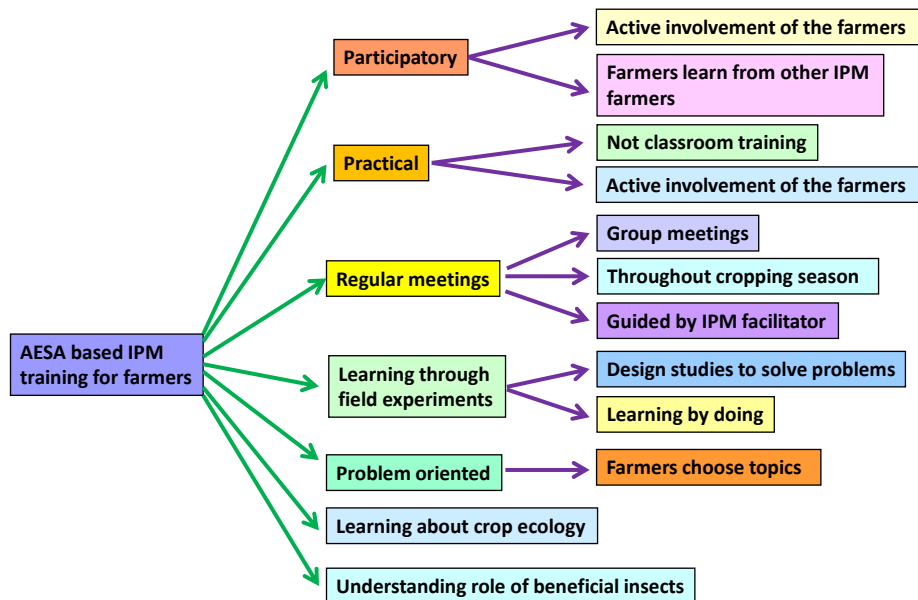 Active involvement of the farmers
Participatory
Farmers learn from other IPM
farmers
Not classroom training
Practical
Active involvement of the farmers
Group meetings
Regular meetings
Throughout cropping season
Guided by IPM facilitator
AESA based IPM
training for farmers
Learning through
field experiments
Design studies to solve problems
Learning by doing
Problem oriented
Farmers choose topics
Learning about crop ecology
Understanding role of beneficial insects